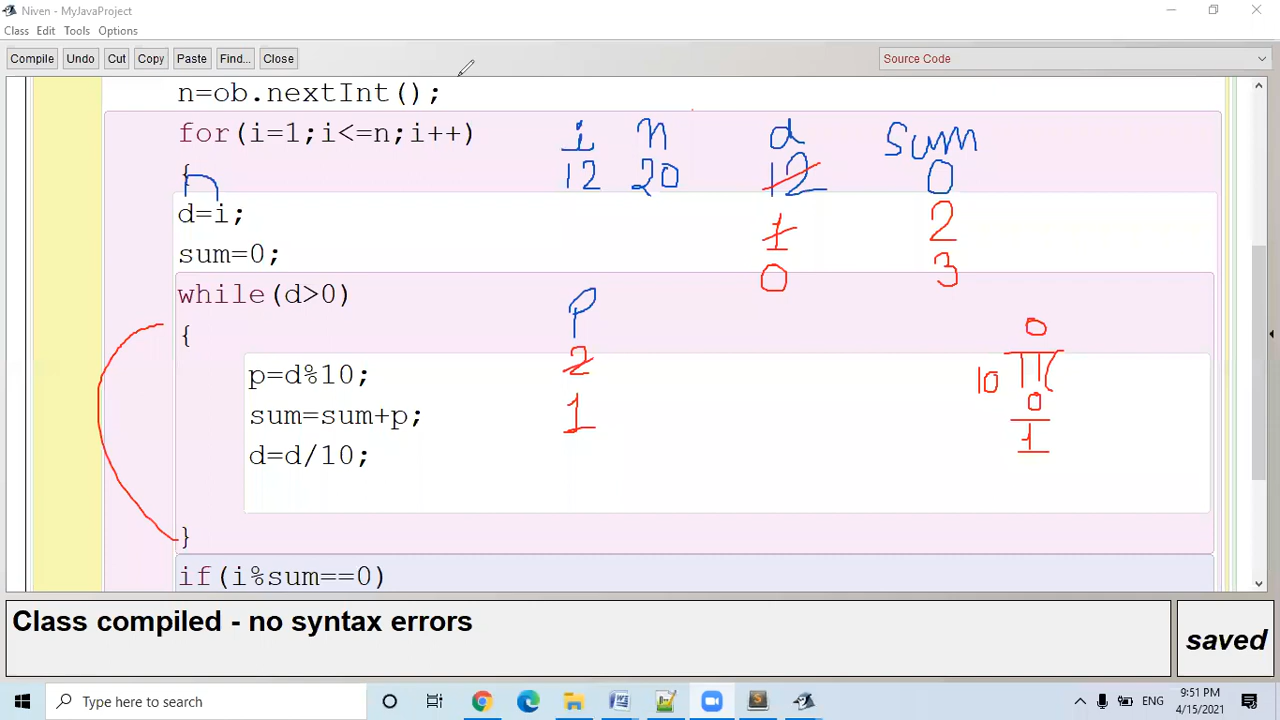 Niven - MyJavaProject
Class Edit Tools Options
Compile Undo Cut Copy Paste Find... Close Source Code
n=ob.nextInt();
for(i=1;i<=n;i++) i n d sum
{ 12 20 12 0
d=i; 1 2
sum=0; 0 3
while(d>0) p
{ 2 0
p=d%10; 1 10 1
sum=sum+p; 0
d=d/10; 1
}
if(i%sum==0)
Class compiled - no syntax errors
saved
Type here to search
ENG
9:51 PM
4/15/2021